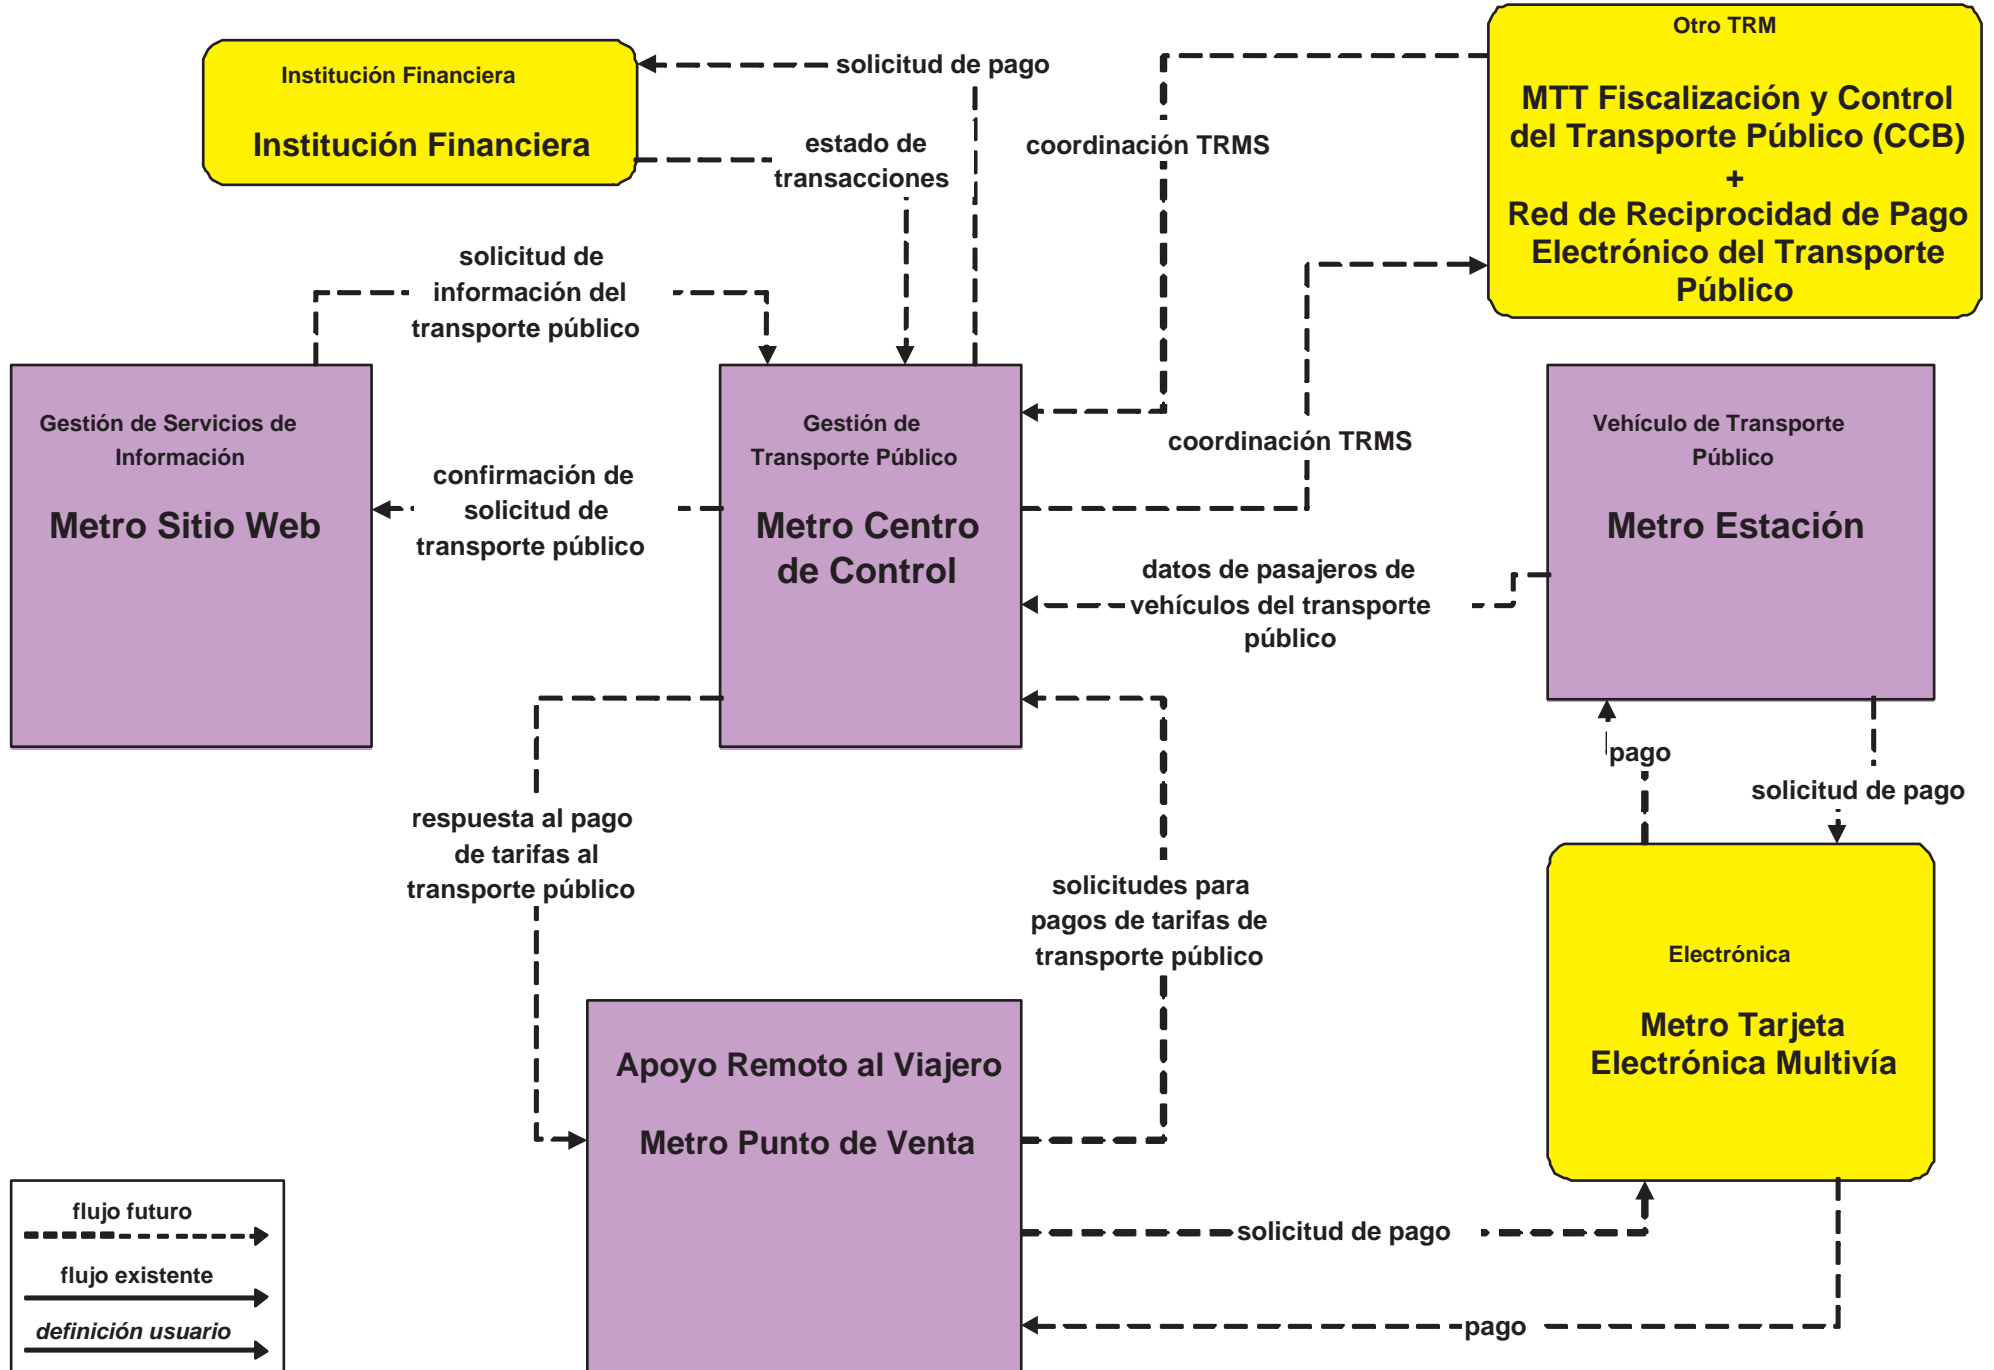 Institución Financiera
Institución Financiera
solicitud de pago
estado de
transacciones
coordinación TRMS
Otro TRM
MTT Fiscalización y Control
del Transporte Público (CCB)
+
Red de Reciprocidad de Pago
Electrónico del Transporte
Público
solicitud de
información del
transporte público
Gestión de Servicios de
Información
Metro Sitio Web
confirmación de
solicitud de
transporte público
Gestión de
Transporte Público
Metro Centro
de Control
coordinación TRMS
datos de pasajeros de
vehículos del transporte
público
Vehículo de Transporte
Público
Metro Estación
pago
solicitud de pago
respuesta al pago
de tarifas al
transporte público
solicitudes para
pagos de tarifas de
transporte público
Electrónica
Metro Tarjeta
Electrónica Multivía
Apoyo Remoto al Viajero
Metro Punto de Venta
solicitud de pago
pago
flujo futuro
flujo existente
definición usuario